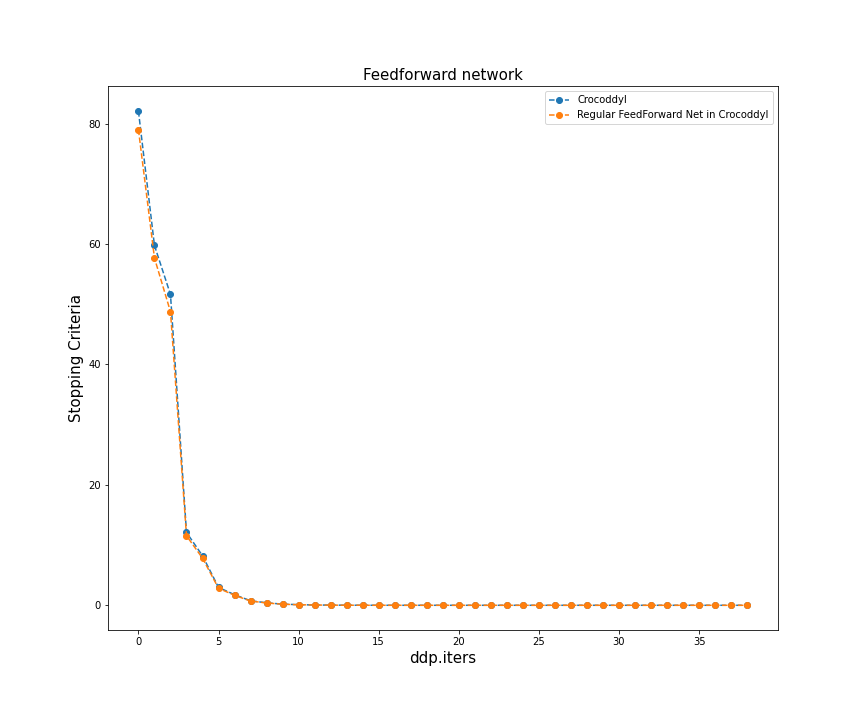 Feedforward network
Crocoddyl
Regular FeedForward Net in Crocoddyl
Stopping Criteria
80
60
40
20
0
0 5 10 15 20 25 30 35
ddp.iters